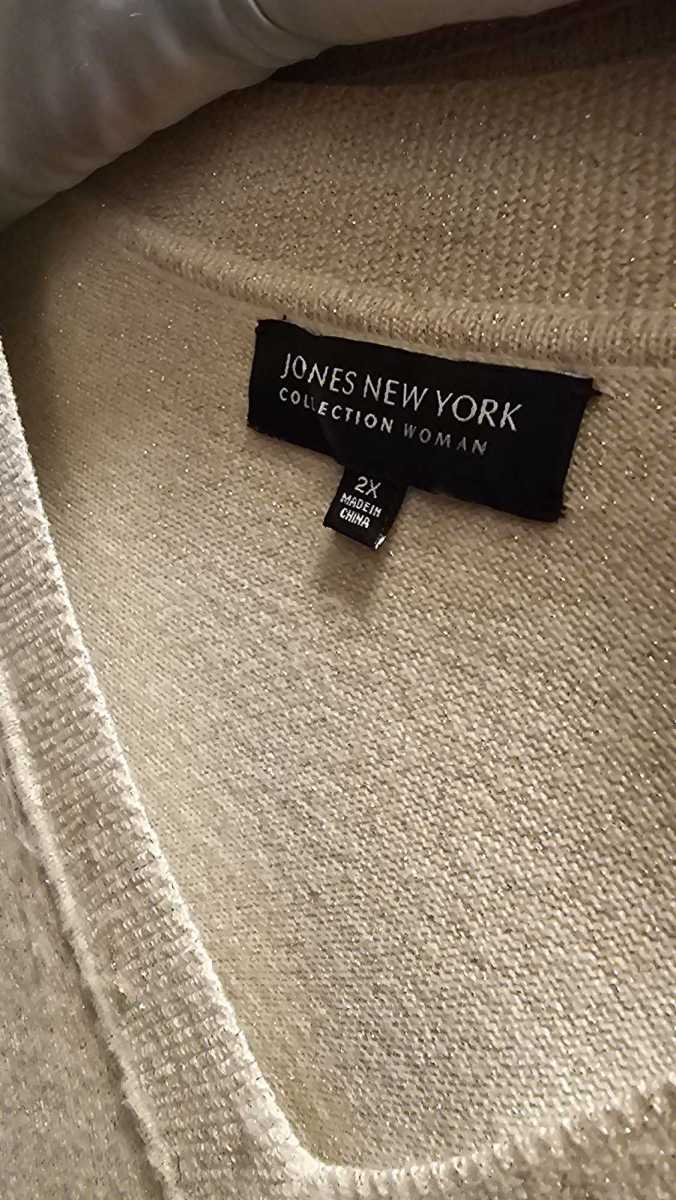 JONES NEW YORK
COLLECTION WOMAN
2X
MADE IN
CHINA